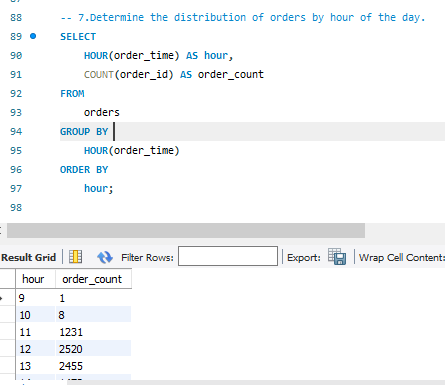 88 -- 7.Determine the distribution of orders by hour of the day.
89 SELECT
90 HOUR(order_time) AS hour,
91 COUNT(order_id) AS order_count
92 FROM
93 orders
94 GROUP BY
95 HOUR(order_time)
96 ORDER BY
97 hour;
98
Result Grid Filter Rows: Export: Wrap Cell Content:
hour order_count
9 1
10 8
11 1231
12 2520
13 2455